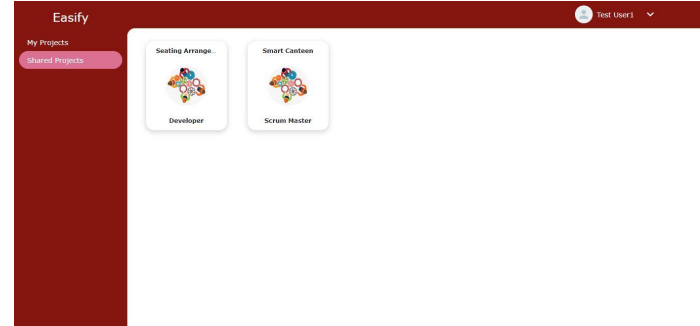 Easify
Test User1
My Projects
Shared Projects
Seating Arrange..
Smart Canteen
Developer
Scrum Master